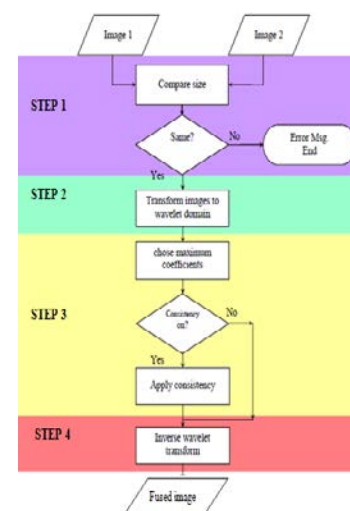 Image 1
Image 2
STEP 1
Compare size
Same?
No
Error Msg.
End
Yes
STEP 2
Transform images to
wavelet domain
chose maximum
coefficients
STEP 3
Consistency
on?
No
Yes
Apply consistency
STEP 4
Inverse wavelet
transform
Fused image